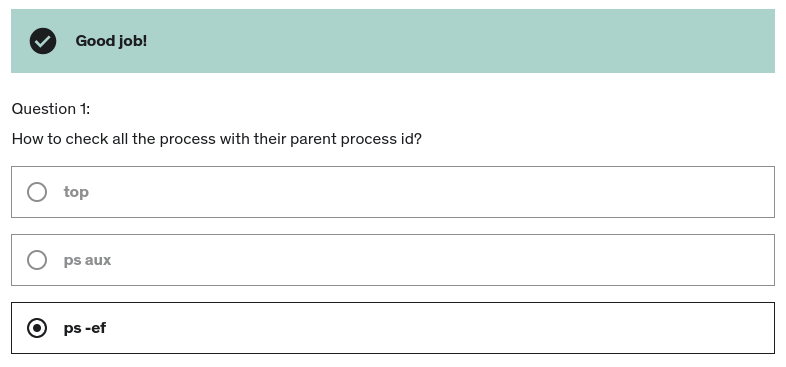 Good job!
Question 1:
How to check all the process with their parent process id?
top
ps aux
ps -ef